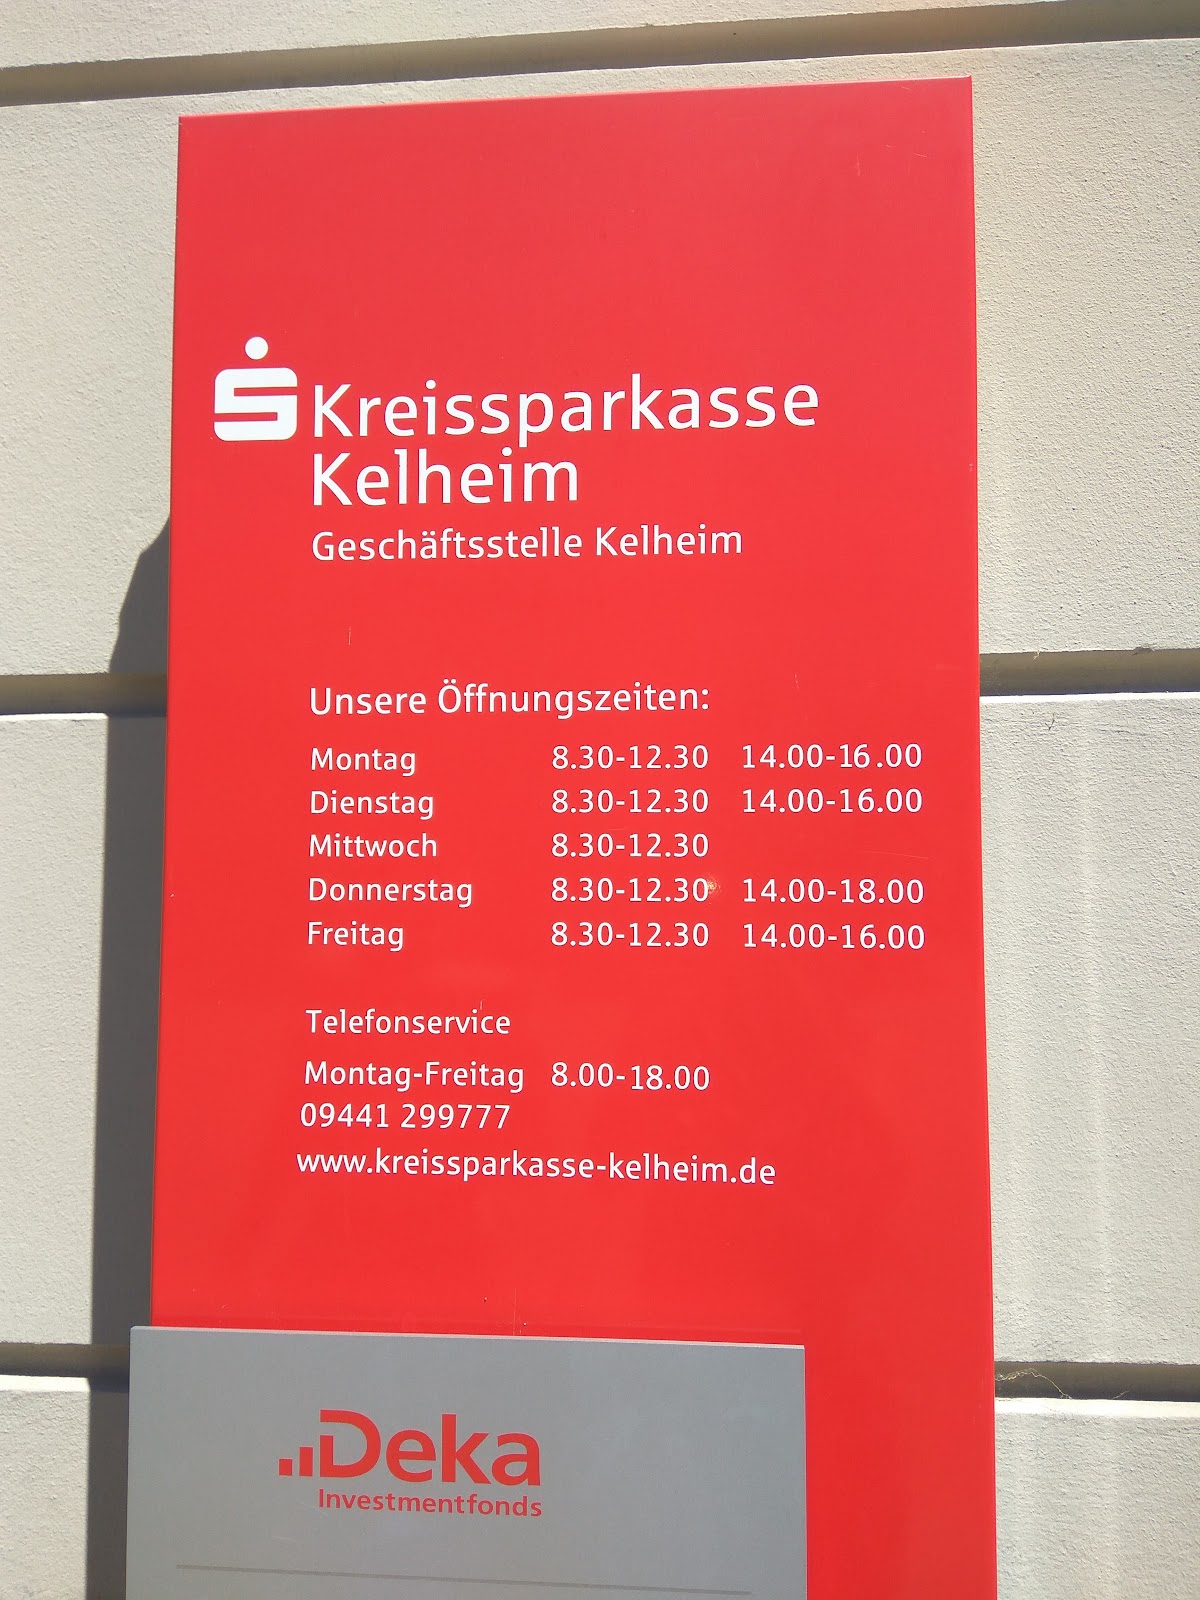 Kreissparkasse
Kelheim
Geschäftsstelle Kelheim
Unsere Öffnungszeiten:
Montag 8.30-12.30 14.00-16.00
Dienstag 8.30-12.30 14.00-16.00
Mittwoch 8.30-12.30
Donnerstag 8.30-12.30 14.00-18.00
Freitag 8.30-12.30 14.00-16.00
Telefonservice
Montag-Freitag 8.00-18.00
09441 299777
www.kreissparkasse-kelheim.de
Deka
Investmentfonds